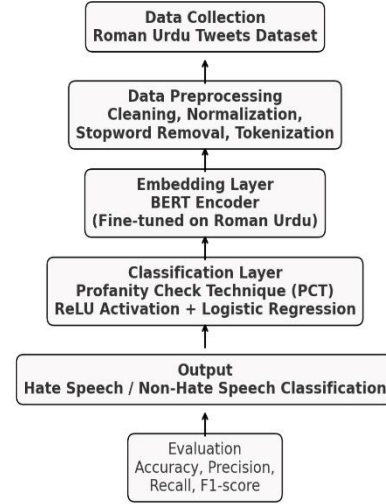 Data Collection
Roman Urdu Tweets Dataset
Data Preprocessing
Cleaning, Normalization,
Stopword Removal, Tokenization
Embedding Layer
BERT Encoder
(Fine-tuned on Roman Urdu)
Classification Layer
Profanity Check Technique (PCT)
ReLU Activation + Logistic Regression
Output
Hate Speech / Non-Hate Speech Classification
Evaluation
Accuracy, Precision,
Recall, F1-score